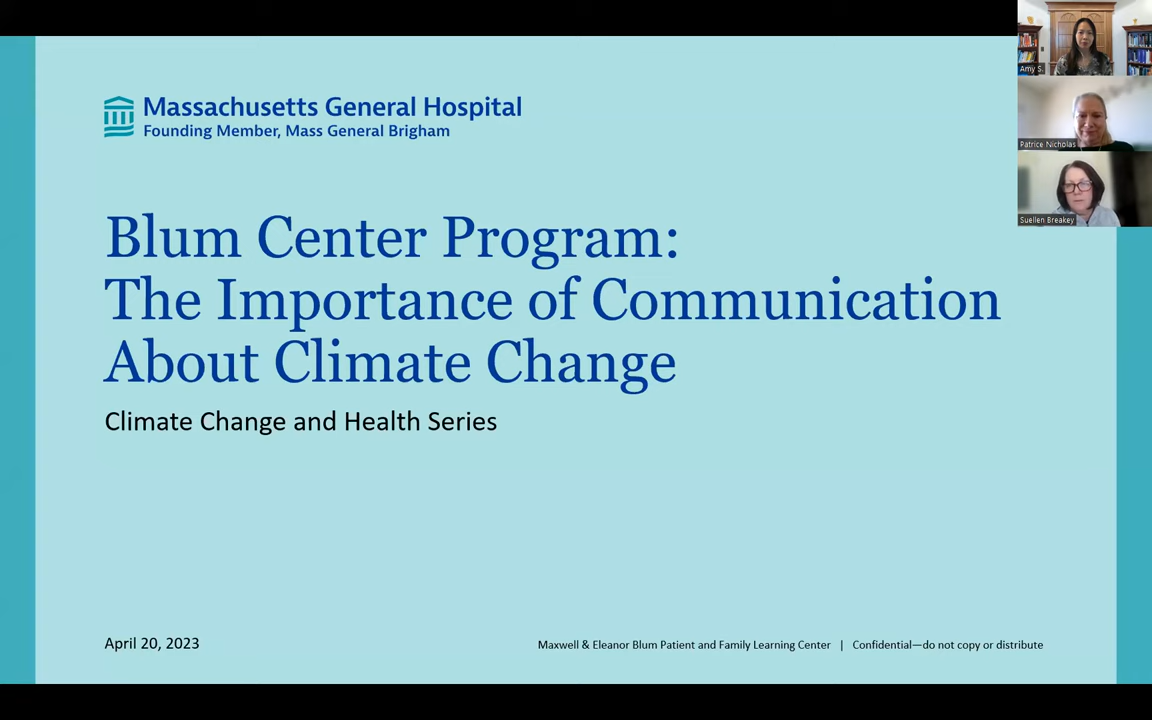 Massachusetts General Hospital
Founding Member, Mass General Brigham
Blum Center Program:
The Importance of Communication
About Climate Change
Climate Change and Health Series
April 20, 2023
Maxwell & Eleanor Blum Patient and Family Learning Center | Confidential—do not copy or distribute
Amy S.
Patrice Nicholas
Suellen Breakey